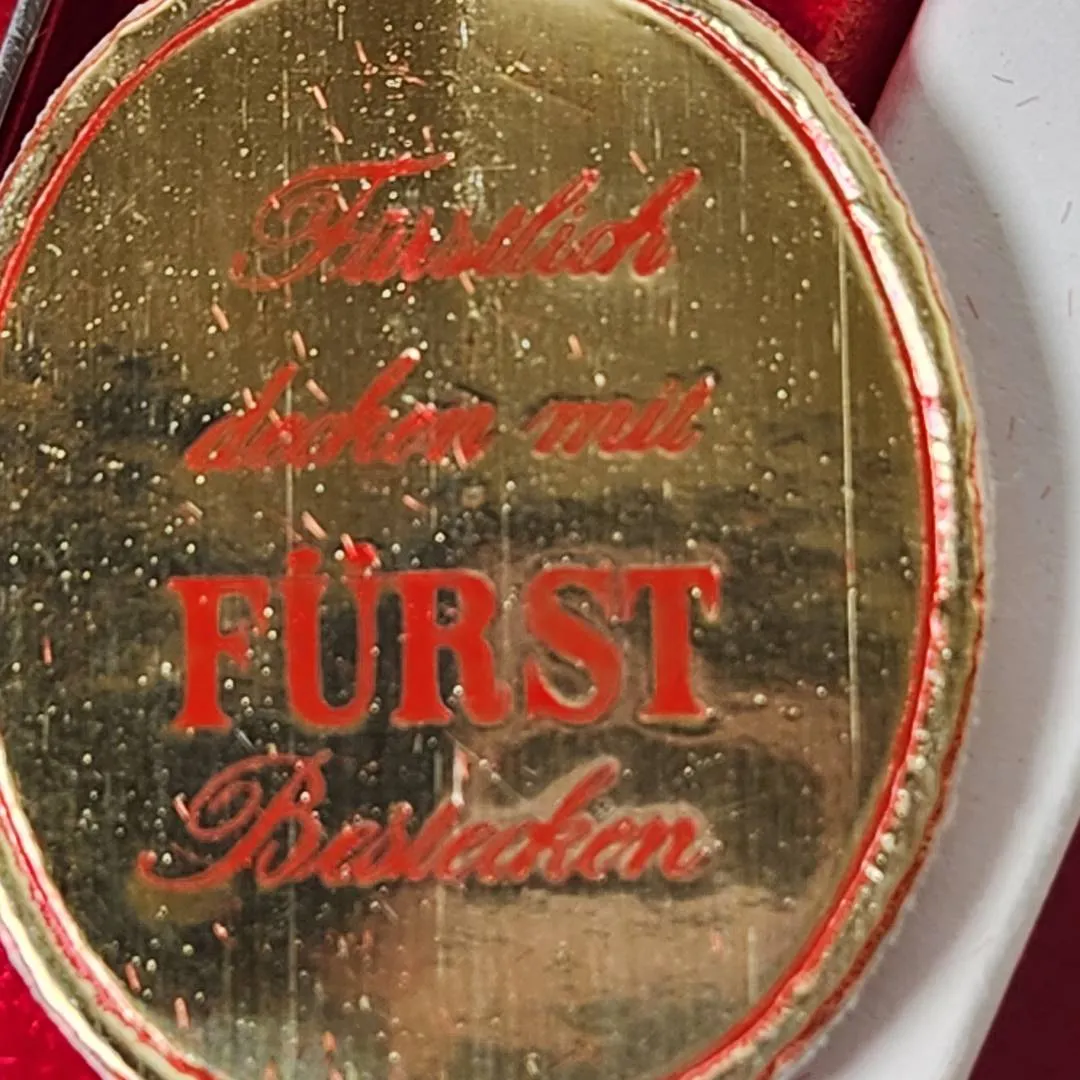 Fürstlich
decken mit
FÜRST
Bestecken